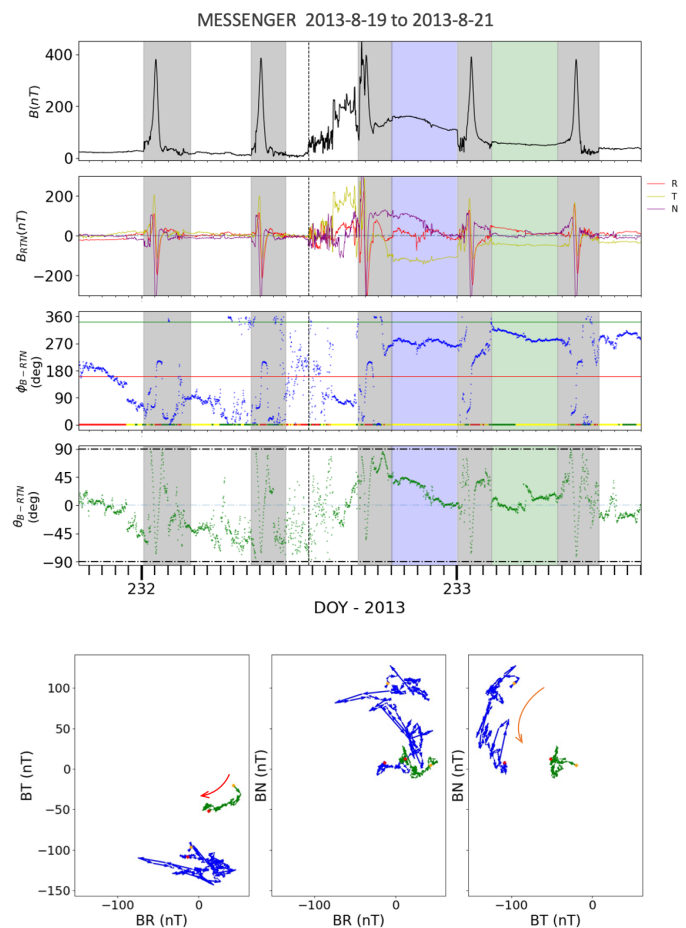 MESSENGER 2013-8-19 to 2013-8-21
B(nT)
400
200
0
B_RTN(nT)
200
0
−200
R
T
N
ϕ_B−RTN
(deg)
360
270
180
90
0
θ_B−RTN
(deg)
90
45
0
−45
−90
232
233
DOY - 2013
BT (nT)
100
50
0
−50
−100
−150
BN (nT)
BN (nT)
−100
0
−100
0
−100
0
BR (nT)
BR (nT)
BT (nT)